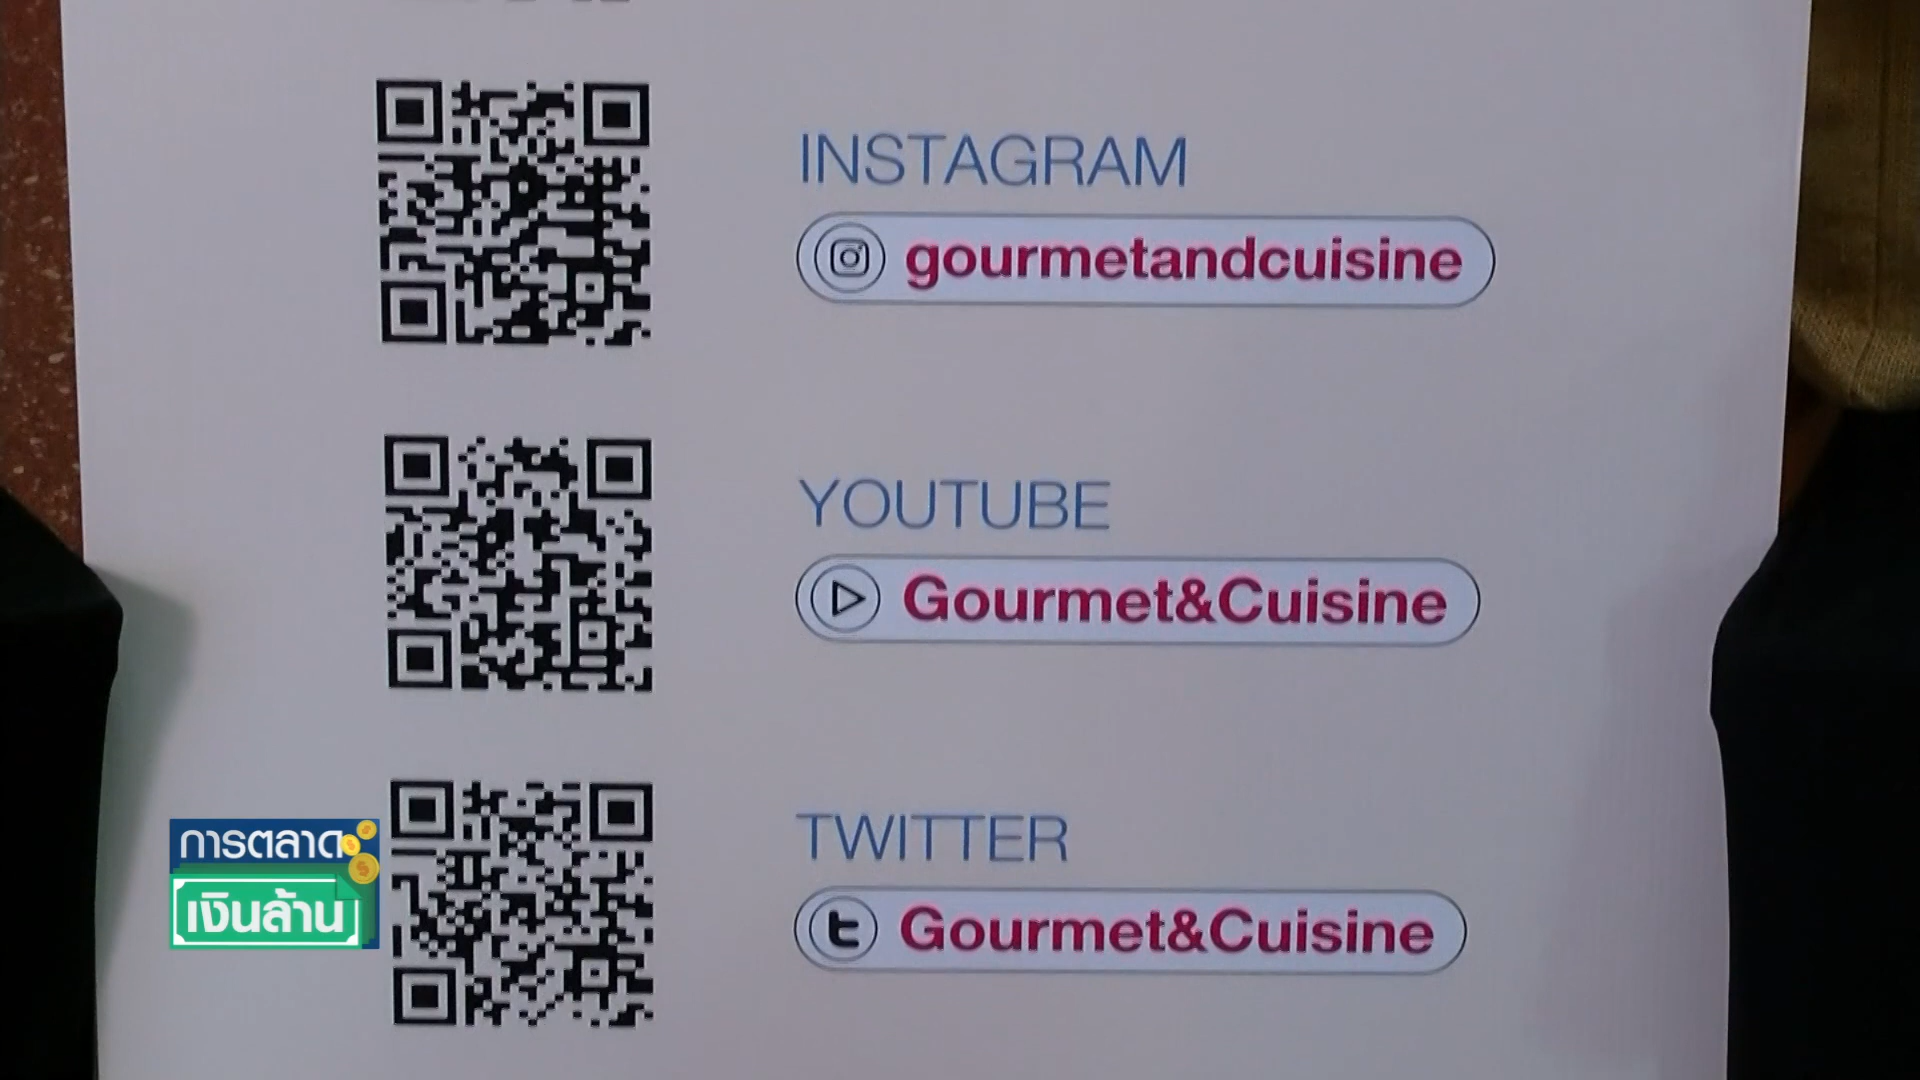 INSTAGRAM
gourmetandcuisine
YOUTUBE
Gourmet&Cuisine
TWITTER
Gourmet&Cuisine
การตลาด
เงินล้าน